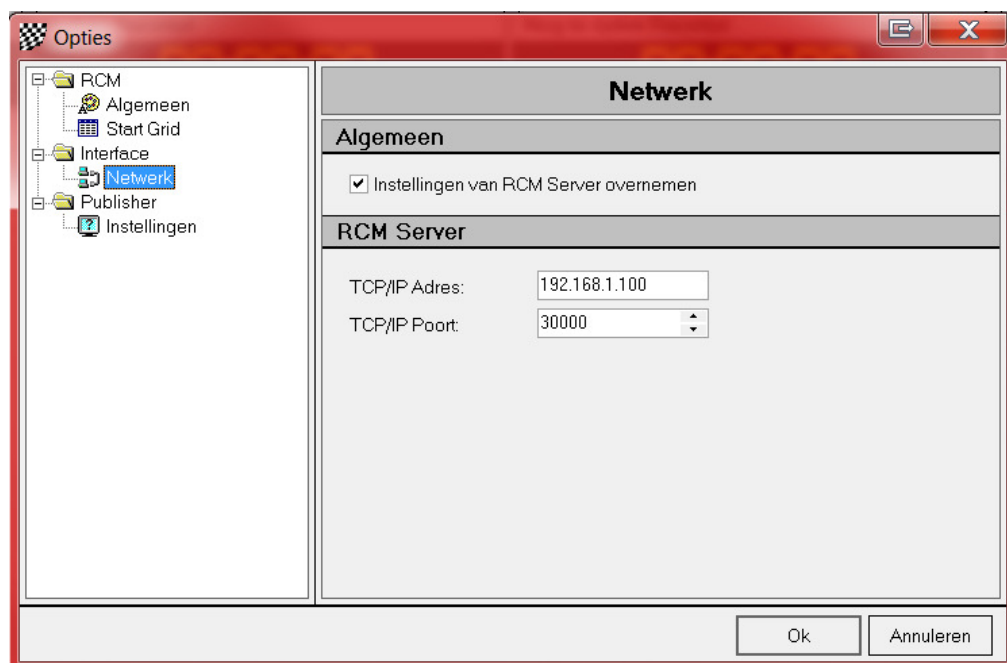 Opties
RCM
Algemeen
Start Grid
Interface
Netwerk
Publisher
Instellingen
Netwerk
Algemeen
Instellingen van RCM Server overnemen
RCM Server
TCP/IP Adres: 192.168.1.100
TCP/IP Poort: 30000
Ok Annuleren